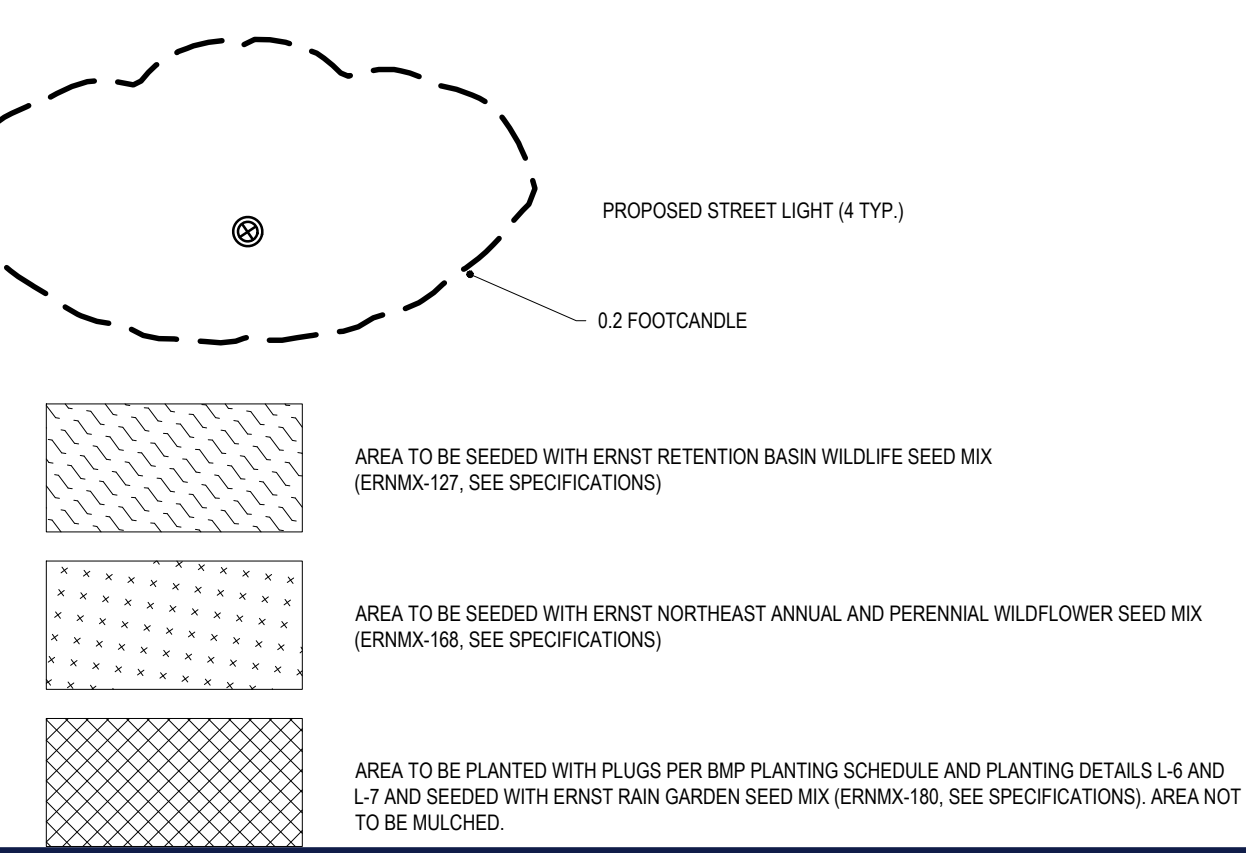 PROPOSED STREET LIGHT (4 TYP.)
0.2 FOOTCANDLE
AREA TO BE SEEDED WITH ERNST RETENTION BASIN WILDLIFE SEED MIX
(ERNMX-127, SEE SPECIFICATIONS)
AREA TO BE SEEDED WITH ERNST NORTHEAST ANNUAL AND PERENNIAL WILDFLOWER SEED MIX
(ERNMX-168, SEE SPECIFICATIONS)
AREA TO BE PLANTED WITH PLUGS PER BMP PLANTING SCHEDULE AND PLANTING DETAILS L-6 AND
L-7 AND SEEDED WITH ERNST RAIN GARDEN SEED MIX (ERNMX-180, SEE SPECIFICATIONS). AREA NOT
TO BE MULCHED.